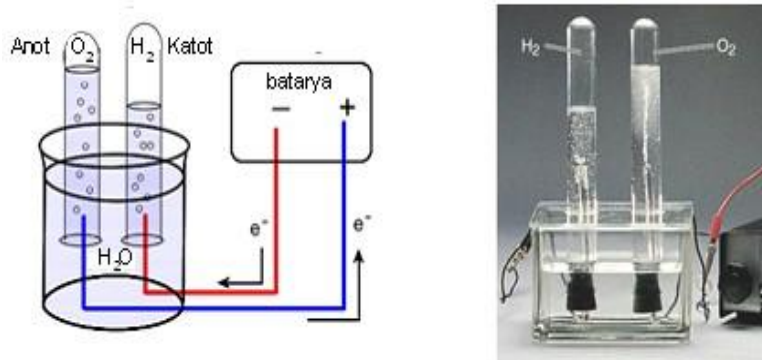 Anot O₂ H₂ Katot
batarya
− +
e⁻ e⁻
H₂O
H₂ O₂